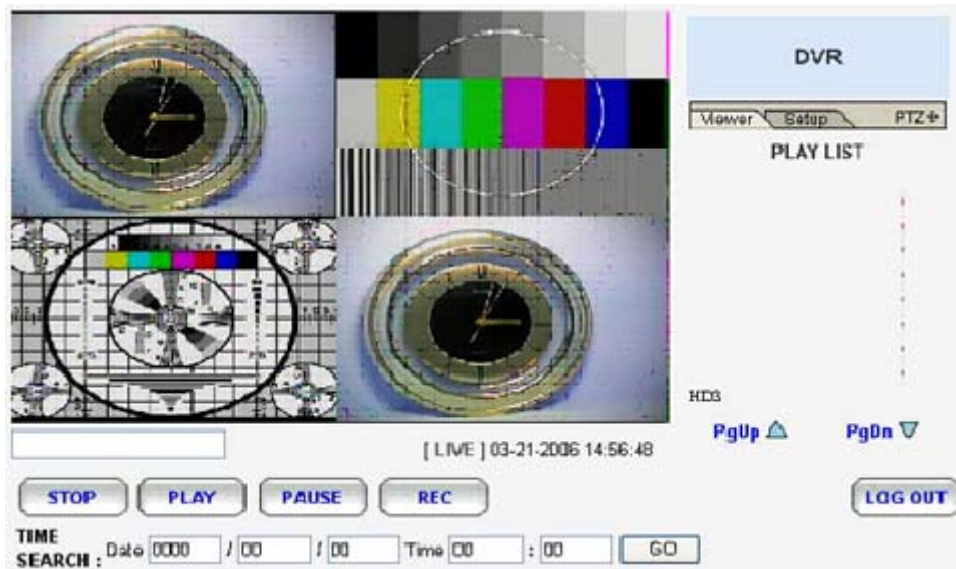 DVR
Viewer Setup PTZ
PLAY LIST
HDS
PgUp PgDn
[ LIVE ] 03-21-2006 14:56:48
STOP PLAY PAUSE REC LOG OUT
TIME SEARCH : Date 0000 / 00 / 00 Time 00 : 00 GO